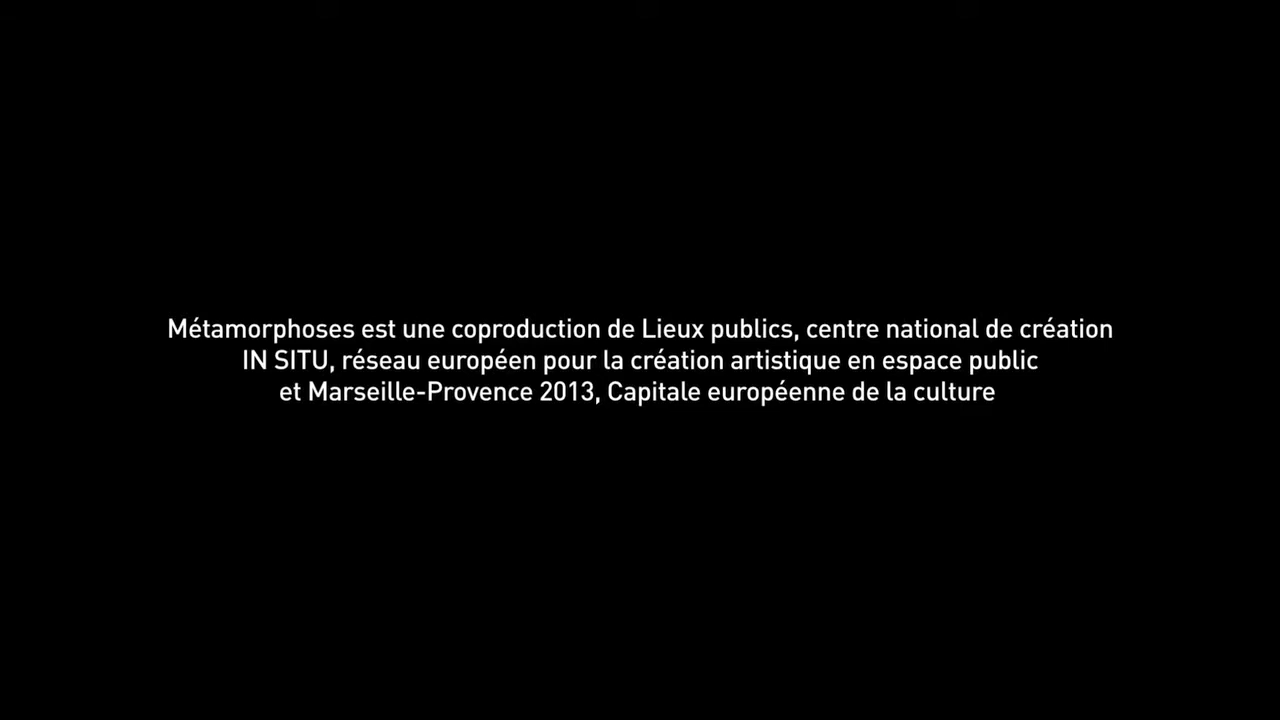 Métamorphoses est une coproduction de Lieux publics, centre national de création
IN SITU, réseau européen pour la création artistique en espace public
et Marseille-Provence 2013, Capitale européenne de la culture